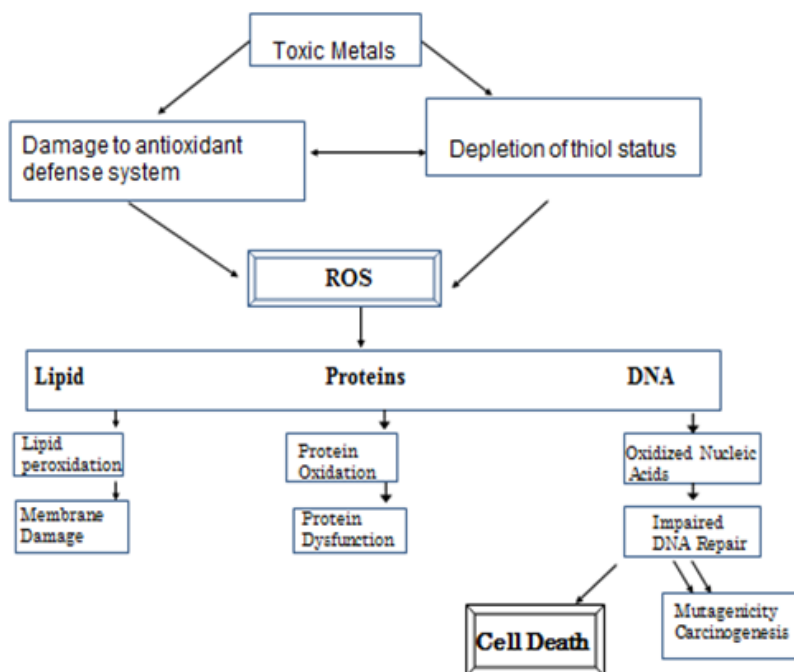 Toxic Metals
Damage to antioxidant
defense system
Depletion of thiol status
ROS
Lipid Proteins DNA
Lipid
peroxidation
Protein
Oxidation
Oxidized Nucleic
Acids
Membrane
Damage
Protein
Dysfunction
Impaired
DNA Repair
Cell Death
Mutagenicity
Carcinogenesis